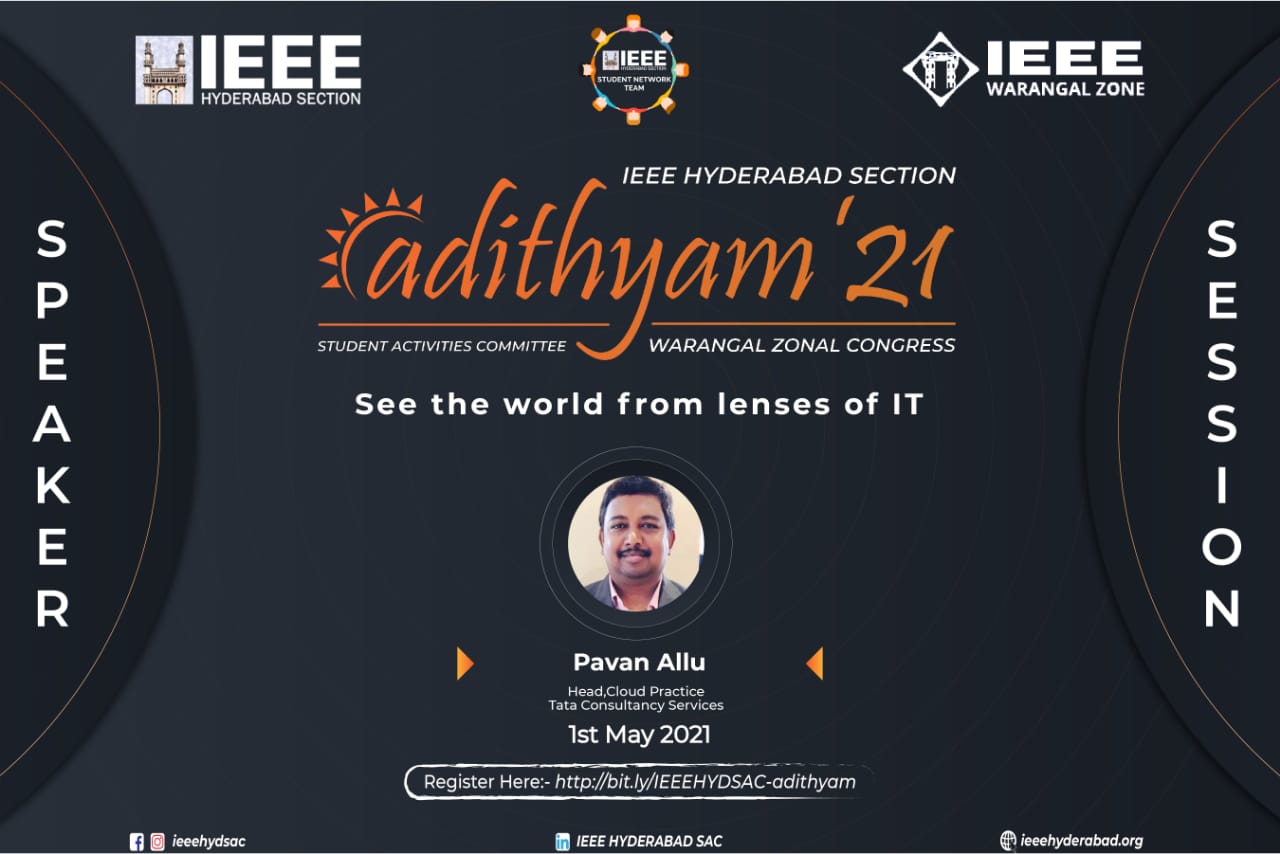 IEEE
HYDERABAD SECTION
IEEE
HYDERABAD SECTION
STUDENT NETWORK
TEAM
IEEE
WARANGAL ZONE
IEEE HYDERABAD SECTION
adithyam'21
STUDENT ACTIVITIES COMMITTEE
WARANGAL ZONAL CONGRESS
See the world from lenses of IT
SPEAKER
SESSION
Pavan Allu
Head,Cloud Practice
Tata Consultancy Services
1st May 2021
Register Here:- http://bit.ly/IEEEHYDSAC-adithyam
ieeehydsac
IEEE HYDERABAD SAC
ieeehyderabad.org